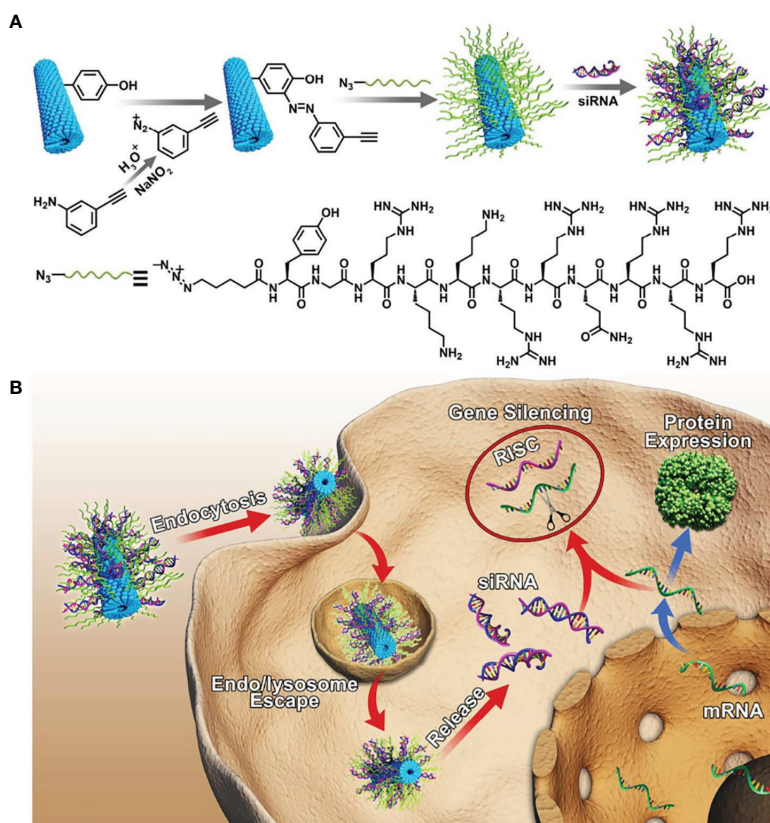 A
OH
OH
N=N
N₃
siRNA
N₂⁺
H₃O⁺
NaNO₂
H₂N
N₃
⁻N=N⁺=N
O
OH
H
N
O
HN
NH
NH₂
NH₂
NH₂
HN
NH
NH₂
O
NH₂
HN
NH
NH₂
HN
NH
NH₂
OH
NH
H₂N
NH
NH
H₂N
NH
B
Gene Silencing
RISC
Protein
Expression
Endocytosis
siRNA
Endo/lysosome
Escape
Release
mRNA